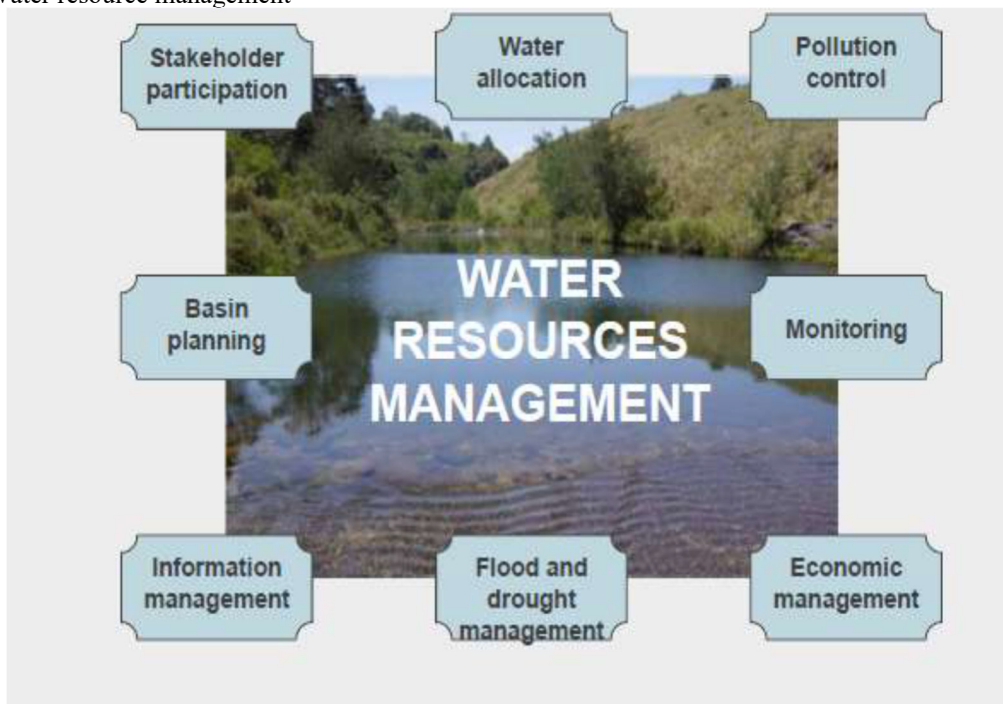 Water resource management
Stakeholder
participation
Water
allocation
Pollution
control
Basin
planning
WATER
RESOURCES
MANAGEMENT
Monitoring
Information
management
Flood and
drought
management
Economic
management